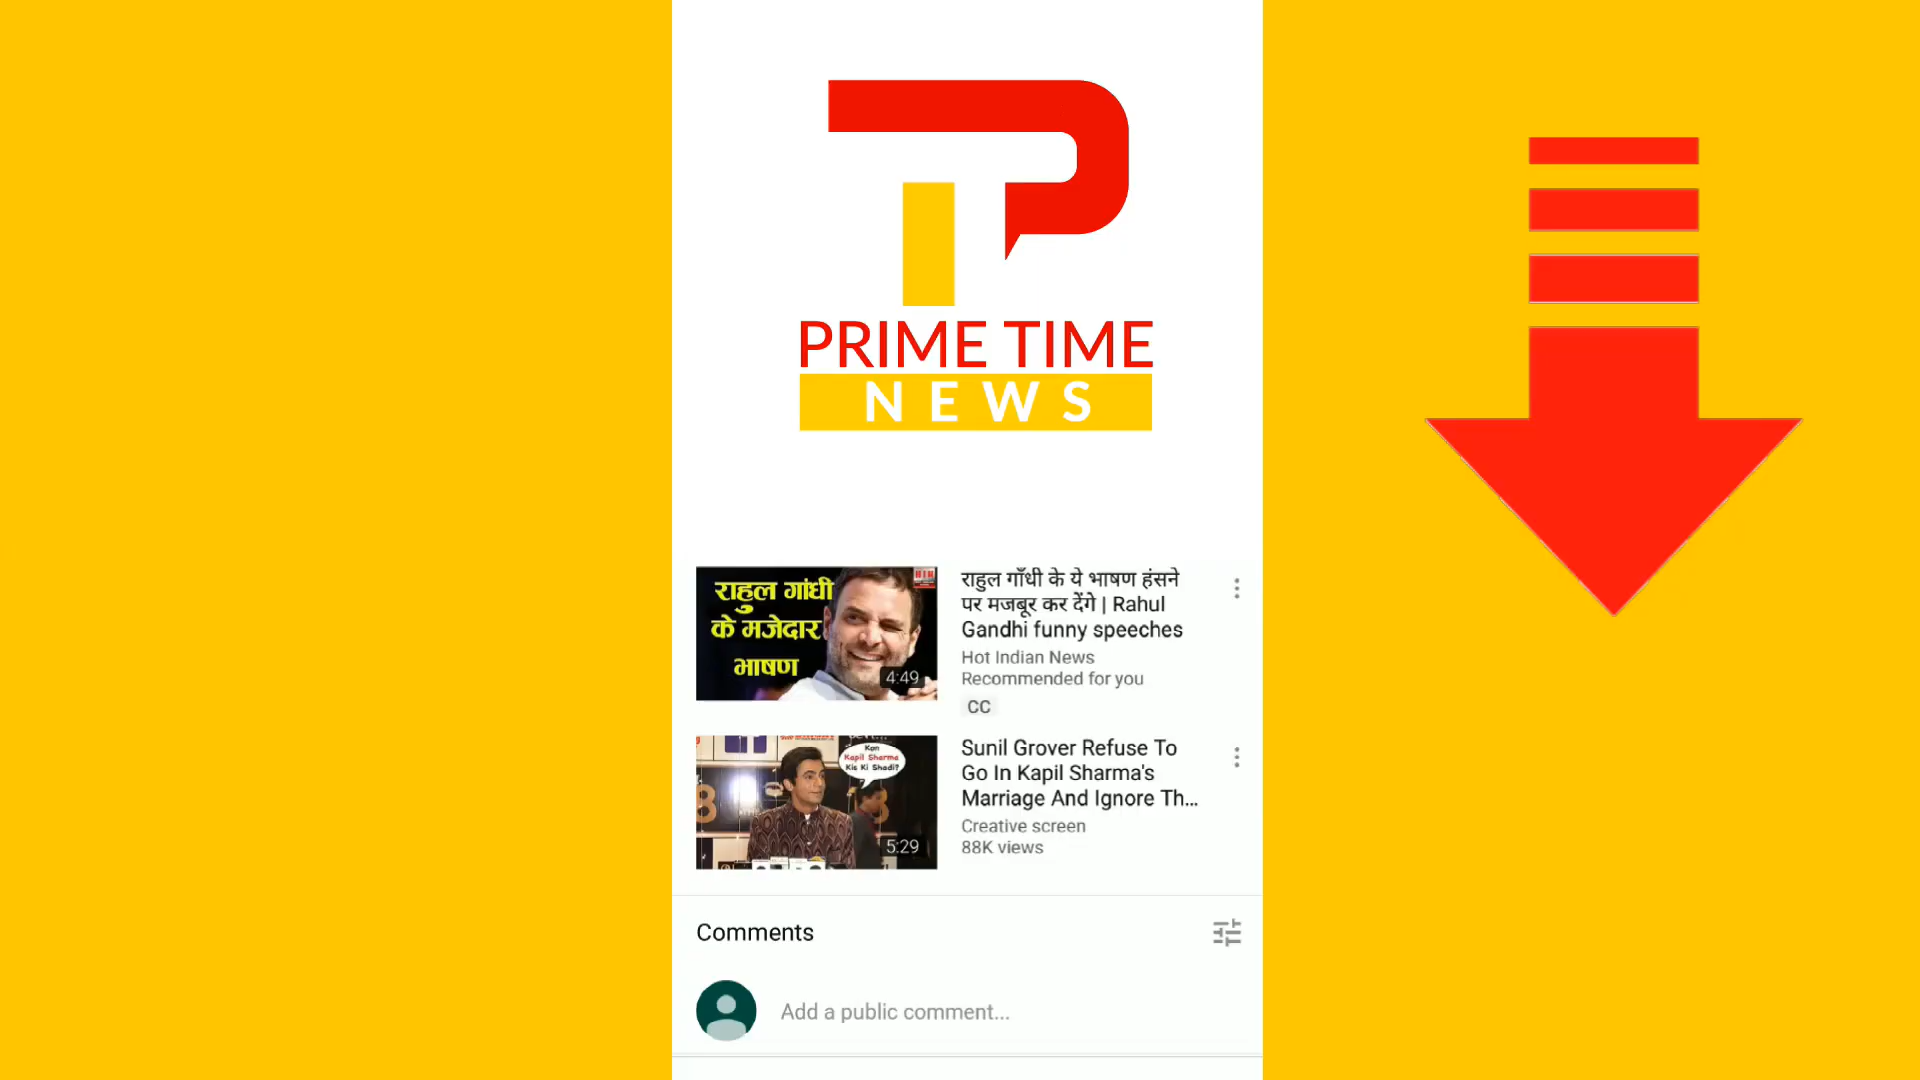 PRIME TIME
NEWS
राहुल गांधी
के मजेदार
भाषण
4:49
राहुल गाँधी के ये भाषण हंसने
पर मजबूर कर देंगे | Rahul
Gandhi funny speeches
Hot Indian News
Recommended for you
CC
Kon
Kapil Sharma
Kis Ki Shadi?
5:29
Sunil Grover Refuse To
Go In Kapil Sharma's
Marriage And Ignore Th...
Creative screen
88K views
Comments
Add a public comment...